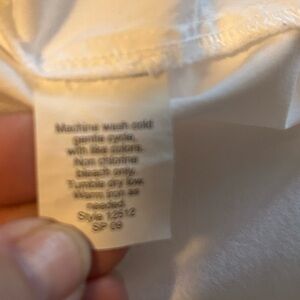 Machine wash cold
gentle cycle,
with like colors.
Non chlorine
bleach only.
Tumble dry low.
Warm iron as
needed.
Style 12512
SP 09